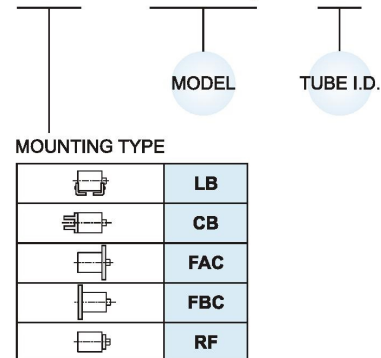 MODEL TUBE I.D.
MOUNTING TYPE
LB
CB
FAC
FBC
RF